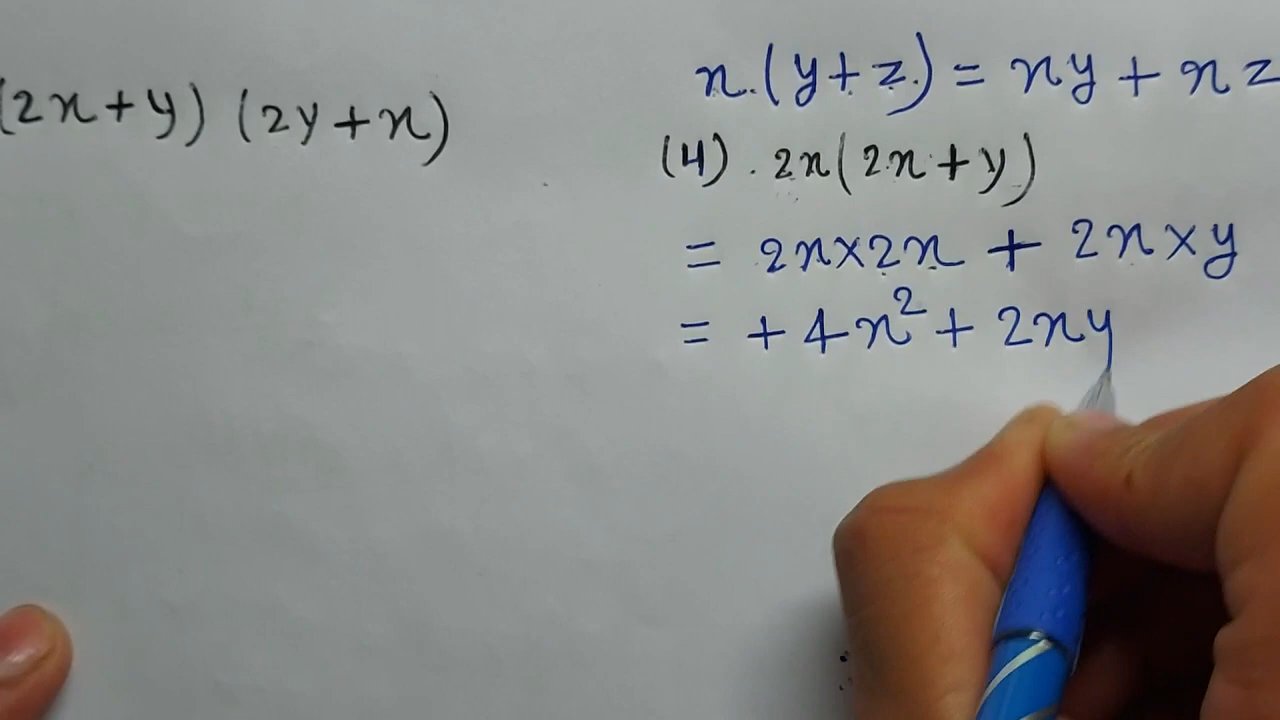 (2x+y) (2y+x)
x.(y+z) = xy + xz
(4). 2x(2x+y)
= 2x×2x + 2x×y
= +4x²+ 2xy